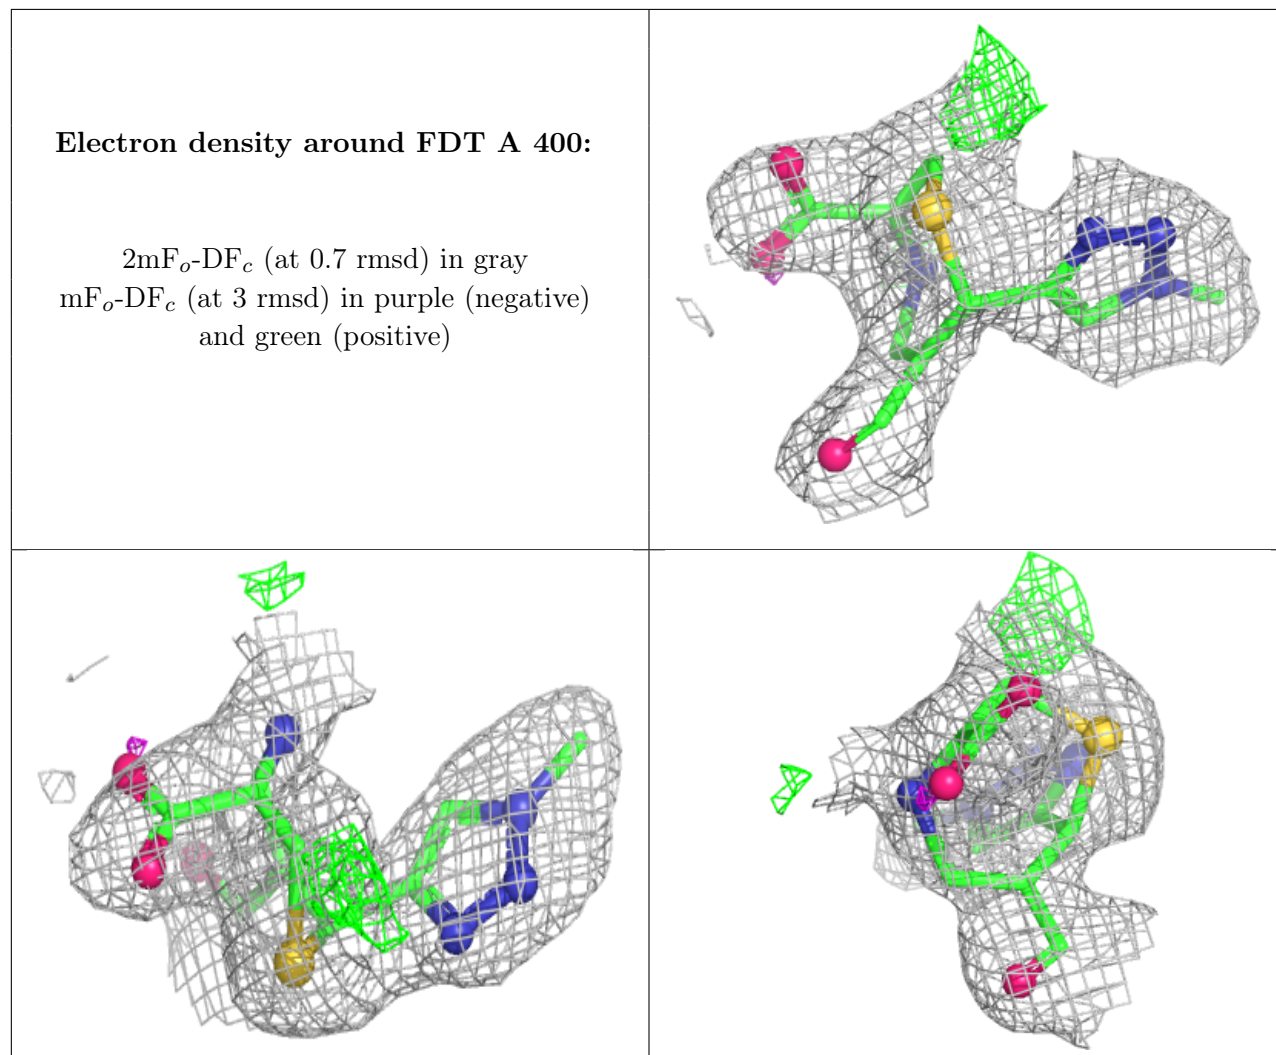 Electron density around FDT A 400:
2mFₒ-DF𝒸 (at 0.7 rmsd) in gray
mFₒ-DF𝒸 (at 3 rmsd) in purple (negative)
and green (positive)